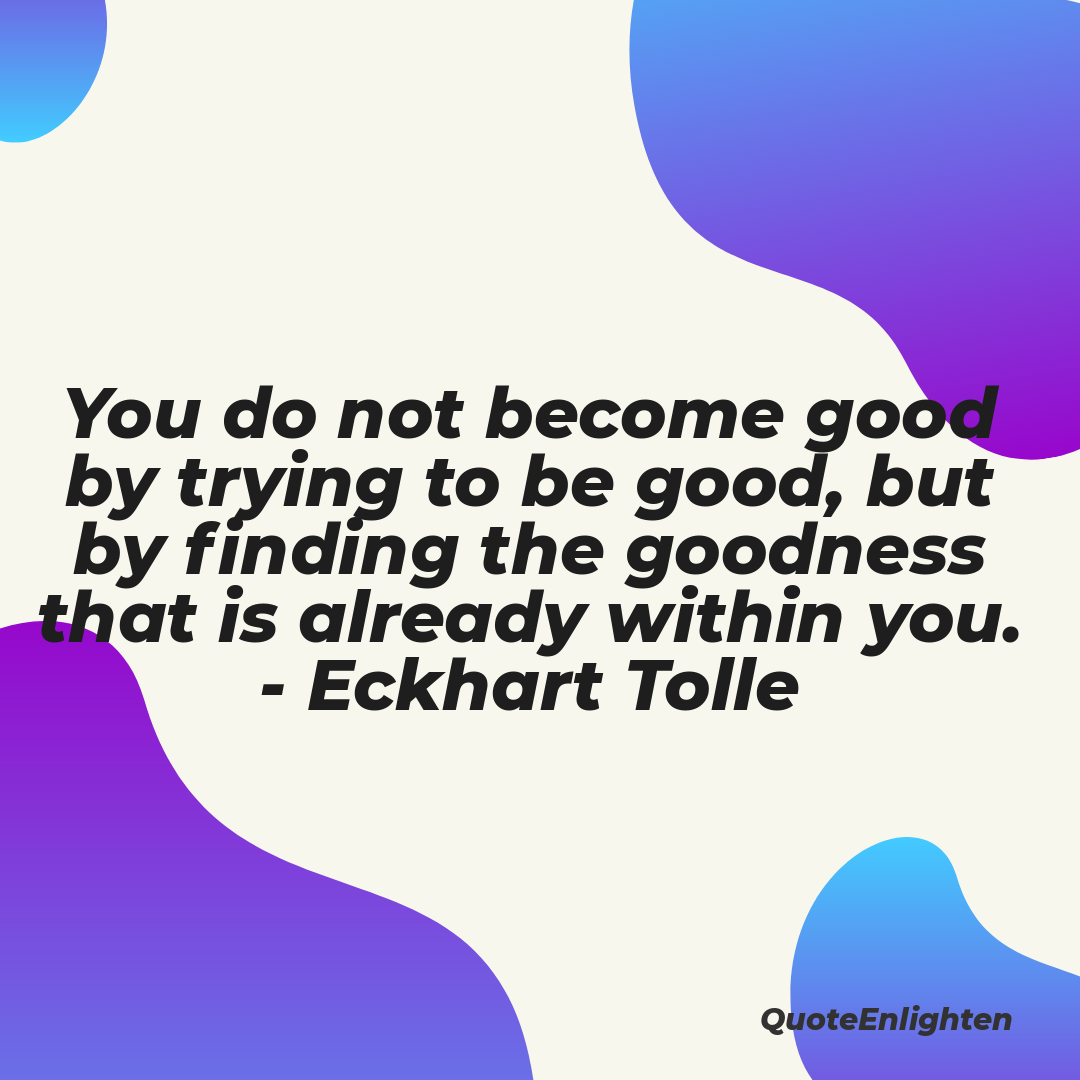 You do not become good
by trying to be good, but
by finding the goodness
that is already within you.
- Eckhart Tolle
QuoteEnlighten